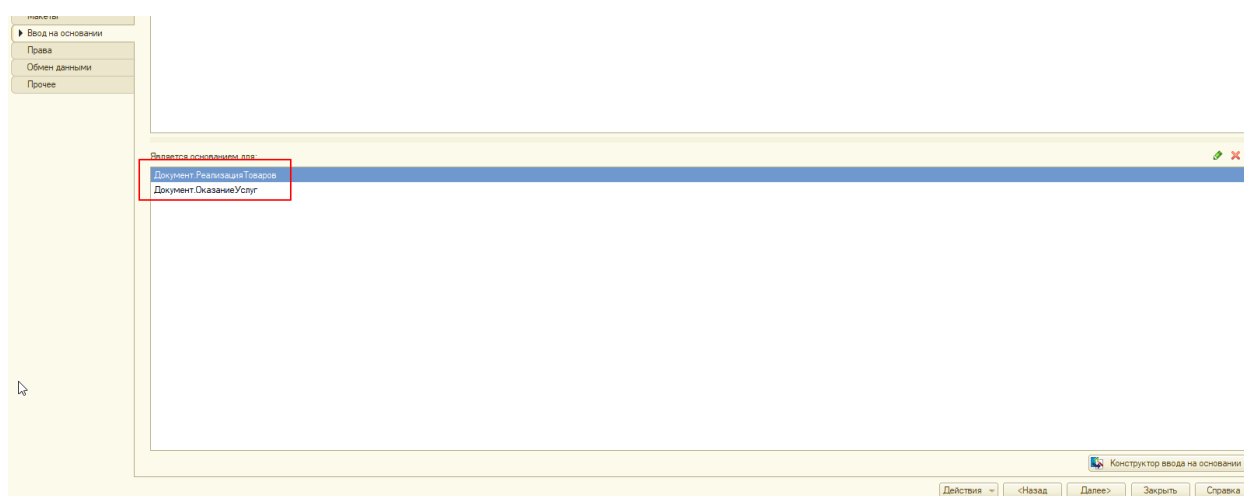 Макеты
Ввод на основании
Права
Обмен данными
Прочее
Является основанием для:
Документ.РеализацияТоваров
Документ.ОказаниеУслуг
Конструктор ввода на основании
Действия
<Назад
Далее>
Закрыть
Справка